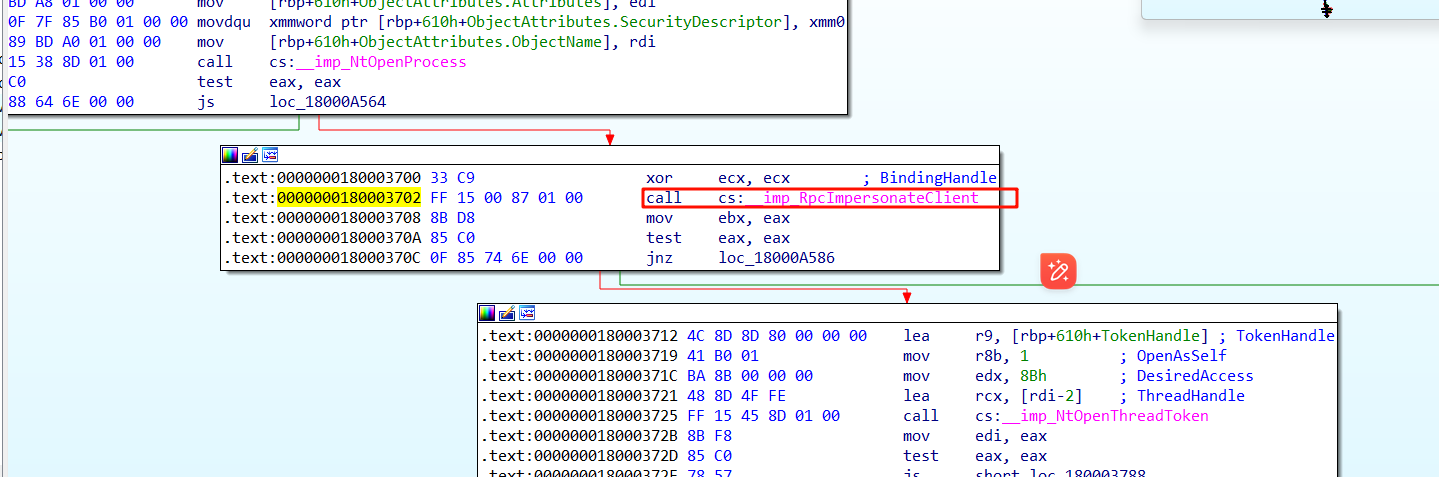 BD A8 01 00 00 mov [rbp+610h+ObjectAttributes.Attributes], edi
0F 7F 85 B0 01 00 00 movdqu xmmword ptr [rbp+610h+ObjectAttributes.SecurityDescriptor], xmm0
89 BD A0 01 00 00 mov [rbp+610h+ObjectAttributes.ObjectName], rdi
15 38 8D 01 00 call cs:__imp_NtOpenProcess
C0 test eax, eax
88 64 6E 00 00 js loc_18000A564
.text:0000000180003700 33 C9 xor ecx, ecx ; BindingHandle
.text:0000000180003702 FF 15 00 87 01 00 call cs:__imp_RpcImpersonateClient
.text:0000000180003708 8B D8 mov ebx, eax
.text:000000018000370A 85 C0 test eax, eax
.text:000000018000370C 0F 85 74 6E 00 00 jnz loc_18000A586
.text:0000000180003712 4C 8D 8D 80 00 00 00 lea r9, [rbp+610h+TokenHandle] ; TokenHandle
.text:0000000180003719 41 B0 01 mov r8b, 1 ; OpenAsSelf
.text:000000018000371C BA 8B 00 00 00 mov edx, 8Bh ; DesiredAccess
.text:0000000180003721 48 8D 4F FE lea rcx, [rdi-2] ; ThreadHandle
.text:0000000180003725 FF 15 45 8D 01 00 call cs:__imp_NtOpenThreadToken
.text:000000018000372B 8B F8 mov edi, eax
.text:000000018000372D 85 C0 test eax, eax
.text:000000018000372F 78 57 js short loc_180003788